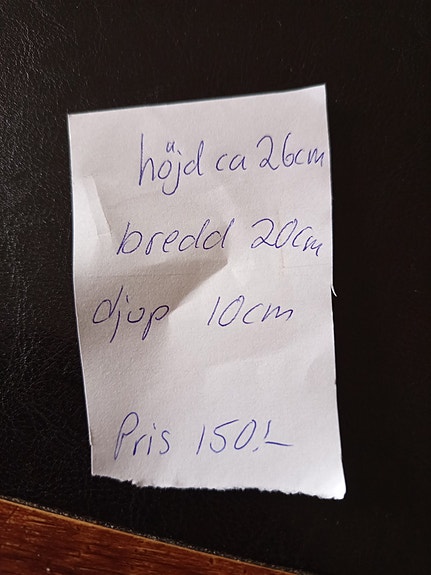 höjd ca 26cm
bredd 20cm
djup 10cm
Pris 150:-